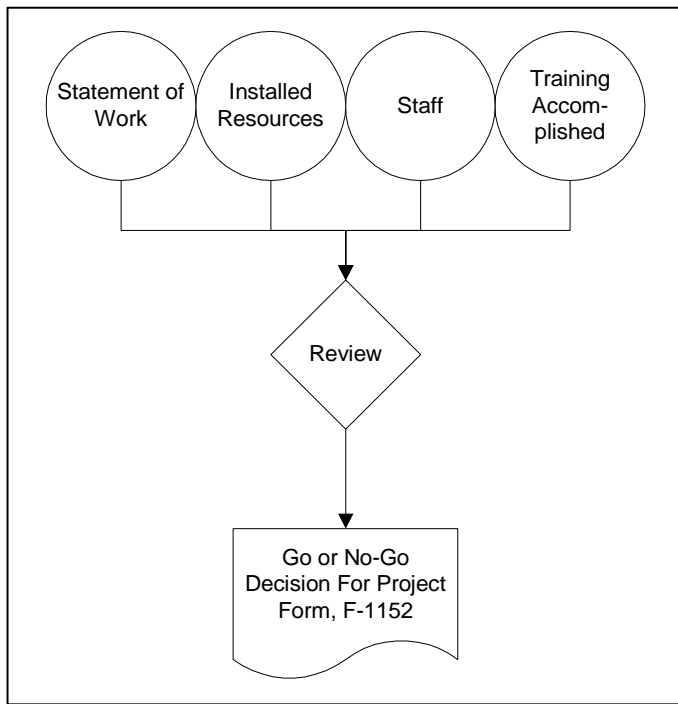 Statement of
Work
Installed
Resources
Staff
Training
Accom-
plished
Review
Go or No-Go
Decision For Project
Form, F-1152